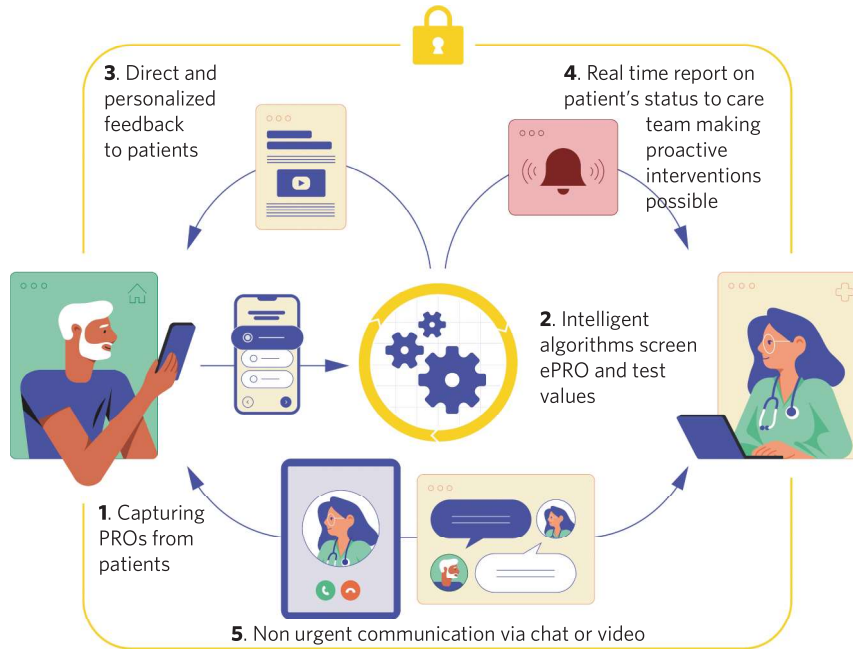 3. Direct and
personalized
feedback
to patients
4. Real time report on
patient's status to care
team making
proactive
interventions
possible
2. Intelligent
algorithms screen
ePRO and test
values
1. Capturing
PROs from
patients
5. Non urgent communication via chat or video